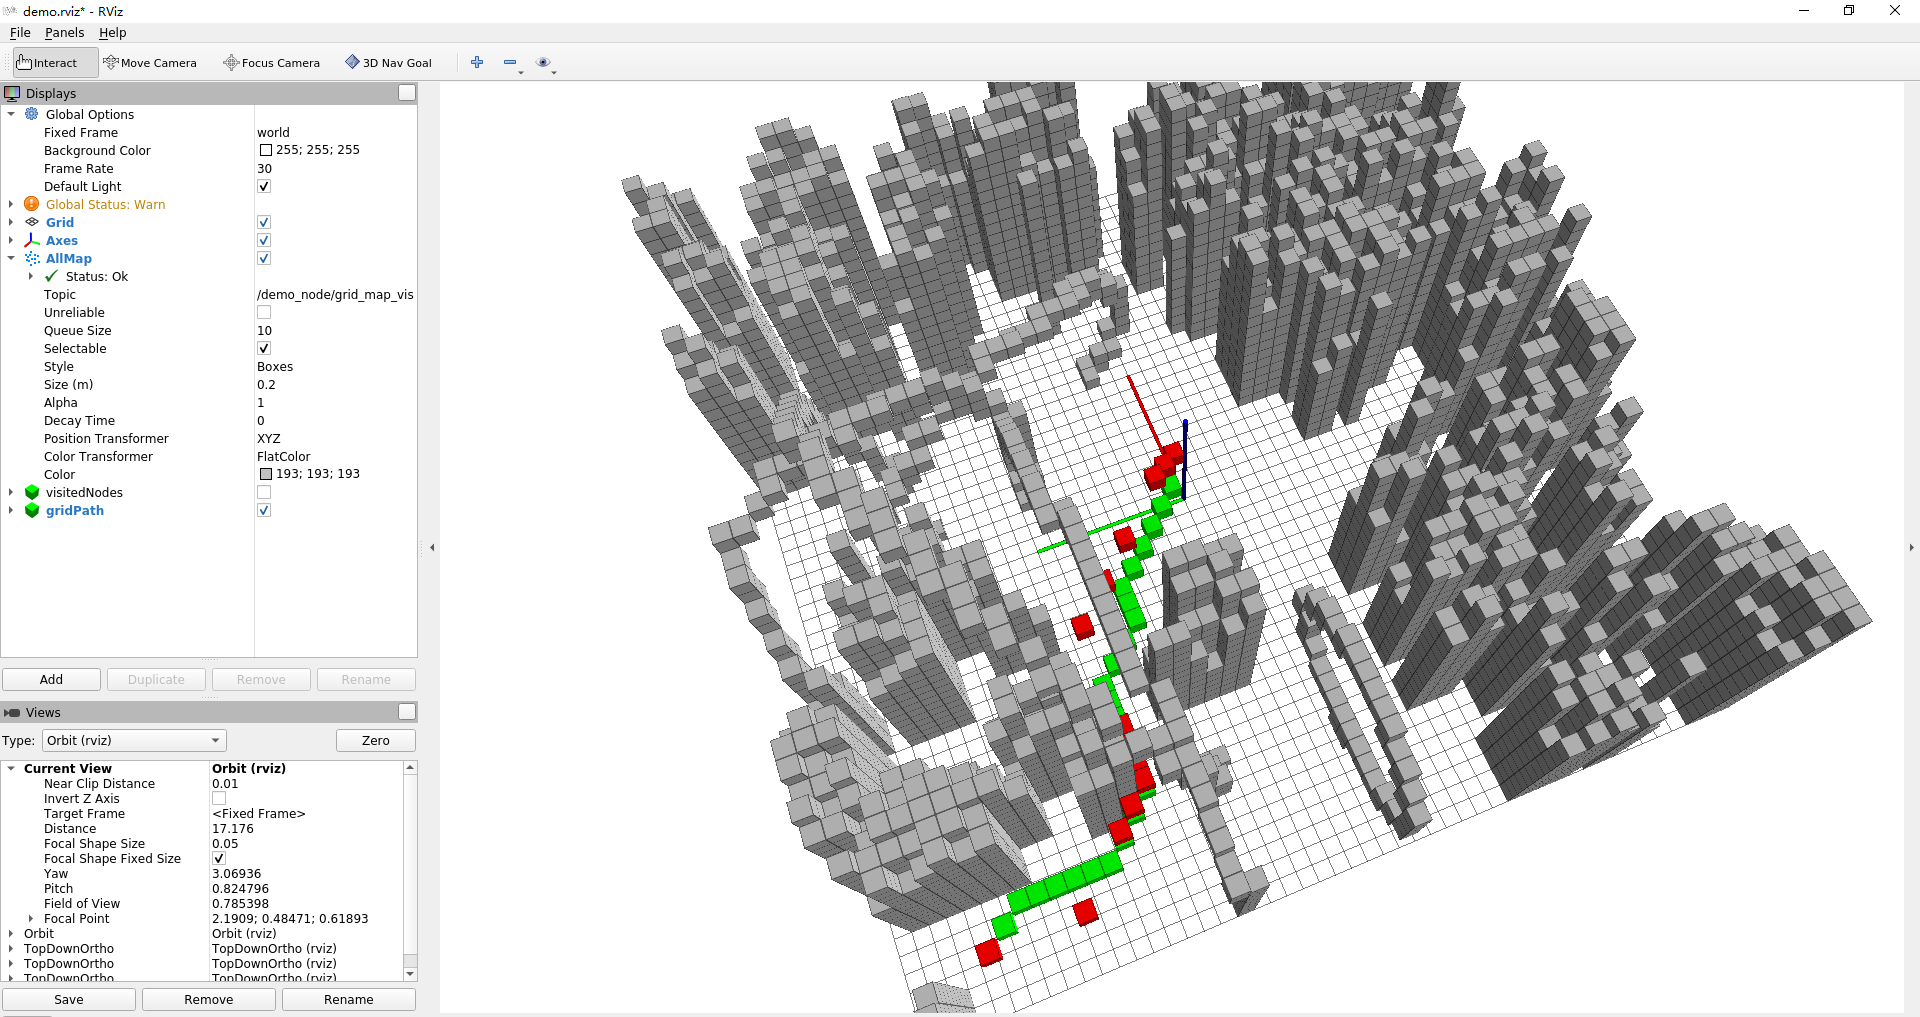 demo.rviz* - RViz
File Panels Help
Interact Move Camera Focus Camera 3D Nav Goal
Displays
Global Options
Fixed Frame world
Background Color 255; 255; 255
Frame Rate 30
Default Light
Global Status: Warn
Grid
Axes
AllMap
Status: Ok
Topic /demo_node/grid_map_vis
Unreliable
Queue Size 10
Selectable
Style Boxes
Size (m) 0.2
Alpha 1
Decay Time 0
Position Transformer XYZ
Color Transformer FlatColor
Color 193; 193; 193
visitedNodes
gridPath
Add Duplicate Remove Rename
Views
Type: Orbit (rviz) Zero
Current View Orbit (rviz)
Near Clip Distance 0.01
Invert Z Axis
Target Frame <Fixed Frame>
Distance 17.176
Focal Shape Size 0.05
Focal Shape Fixed Size
Yaw 3.06936
Pitch 0.824796
Field of View 0.785398
Focal Point 2.1909; 0.48471; 0.61893
Orbit Orbit (rviz)
TopDownOrtho TopDownOrtho (rviz)
TopDownOrtho TopDownOrtho (rviz)
TopDownOrtho TopDownOrtho (rviz)
Save Remove Rename